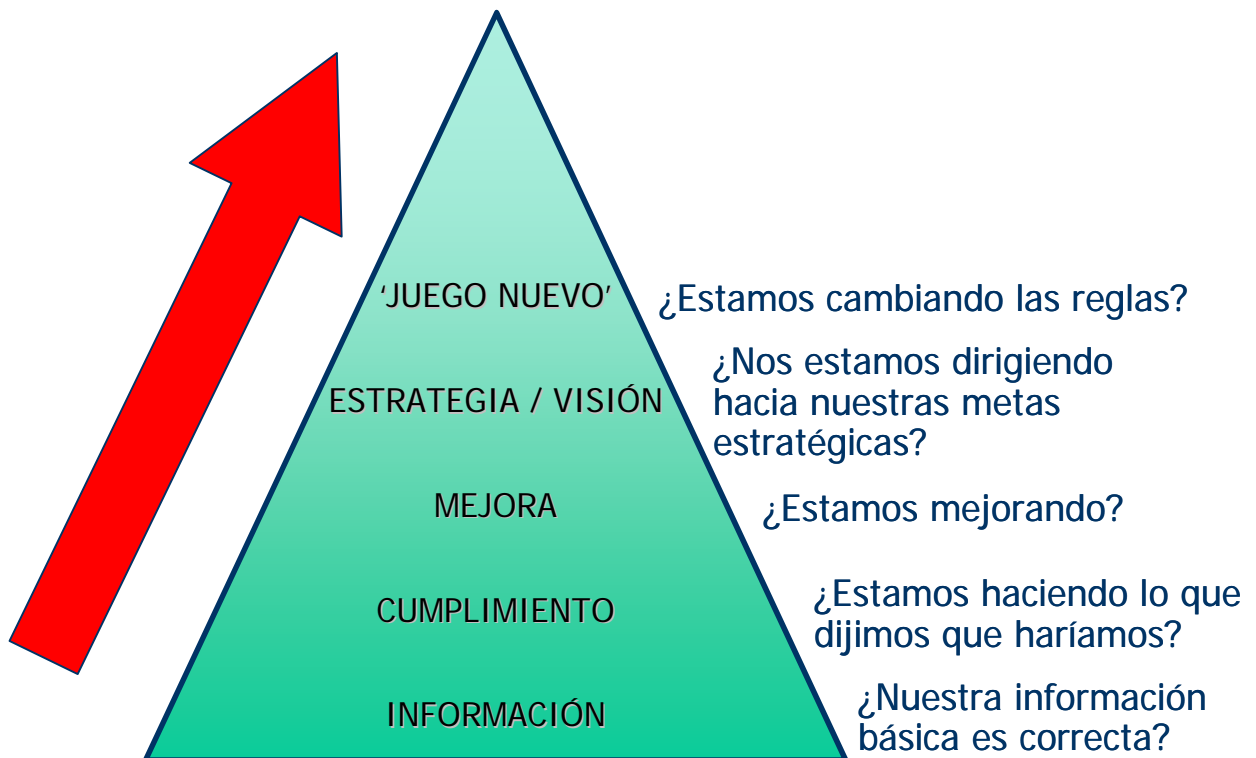 ‘JUEGO NUEVO’
¿Estamos cambiando las reglas?
ESTRATEGIA / VISIÓN
¿Nos estamos dirigiendo
hacia nuestras metas
estratégicas?
MEJORA
¿Estamos mejorando?
CUMPLIMIENTO
¿Estamos haciendo lo que
dijimos que haríamos?
INFORMACIÓN
¿Nuestra información
básica es correcta?